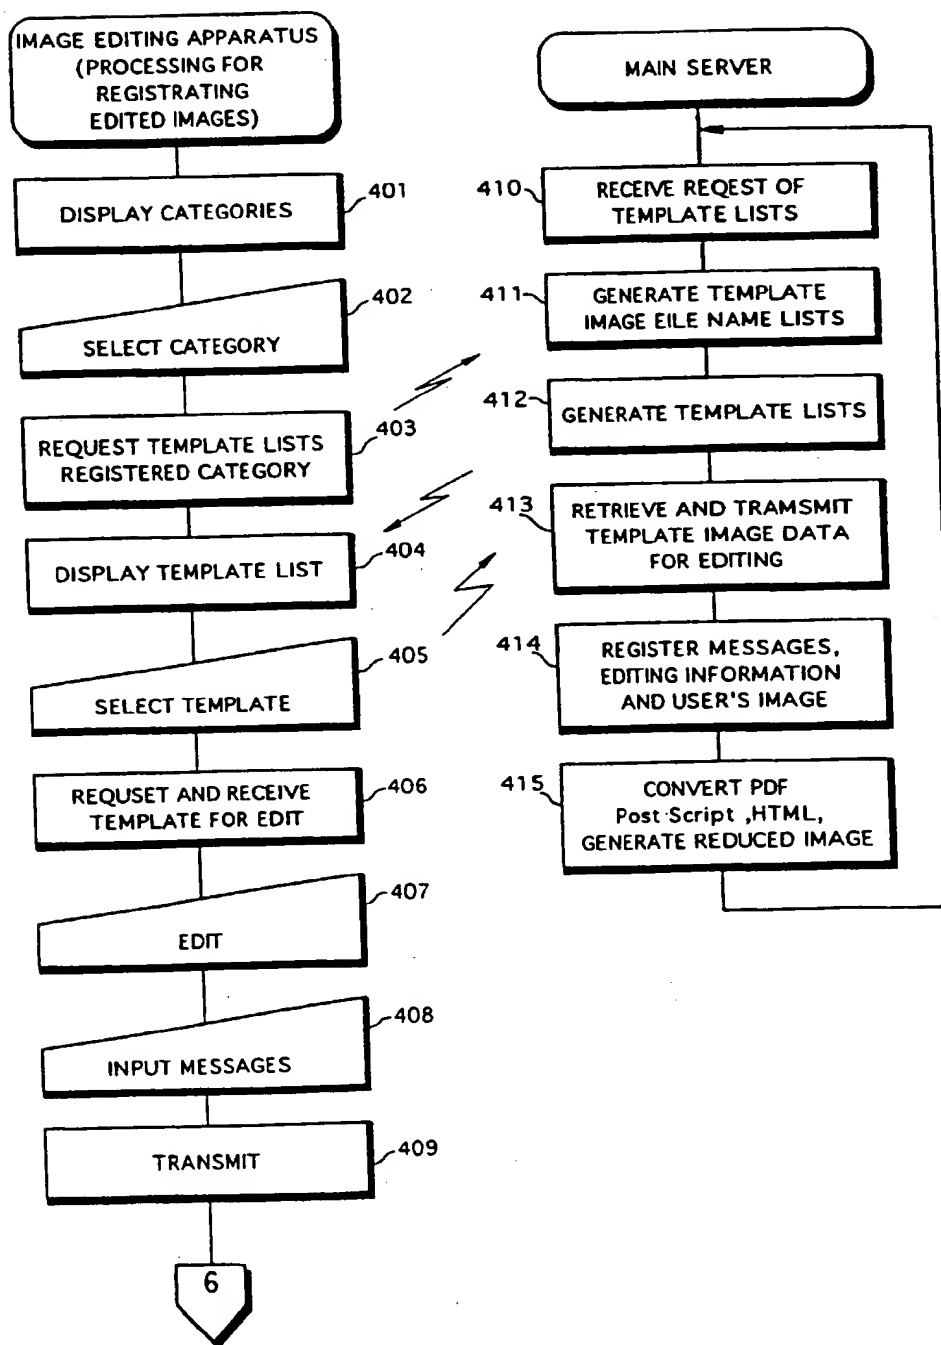 IMAGE EDITING APPARATUS
(PROCESSING FOR
REGISTRATING
EDITED IMAGES)
DISPLAY CATEGORIES
401
SELECT CATEGORY
402
REQUEST TEMPLATE LISTS
REGISTERED CATEGORY
403
DISPLAY TEMPLATE LIST
404
SELECT TEMPLATE
405
REQUSET AND RECEIVE
TEMPLATE FOR EDIT
406
EDIT
407
INPUT MESSAGES
408
TRANSMIT
409
6
MAIN SERVER
410
RECEIVE REQEST OF
TEMPLATE LISTS
411
GENERATE TEMPLATE
IMAGE EILE NAME LISTS
412
GENERATE TEMPLATE LISTS
413
RETRIEVE AND TRAMSMIT
TEMPLATE IMAGE DATA
FOR EDITING
414
REGISTER MESSAGES,
EDITING INFORMATION
AND USER'S IMAGE
415
CONVERT PDF
Post Script ,HTML,
GENERATE REDUCED IMAGE